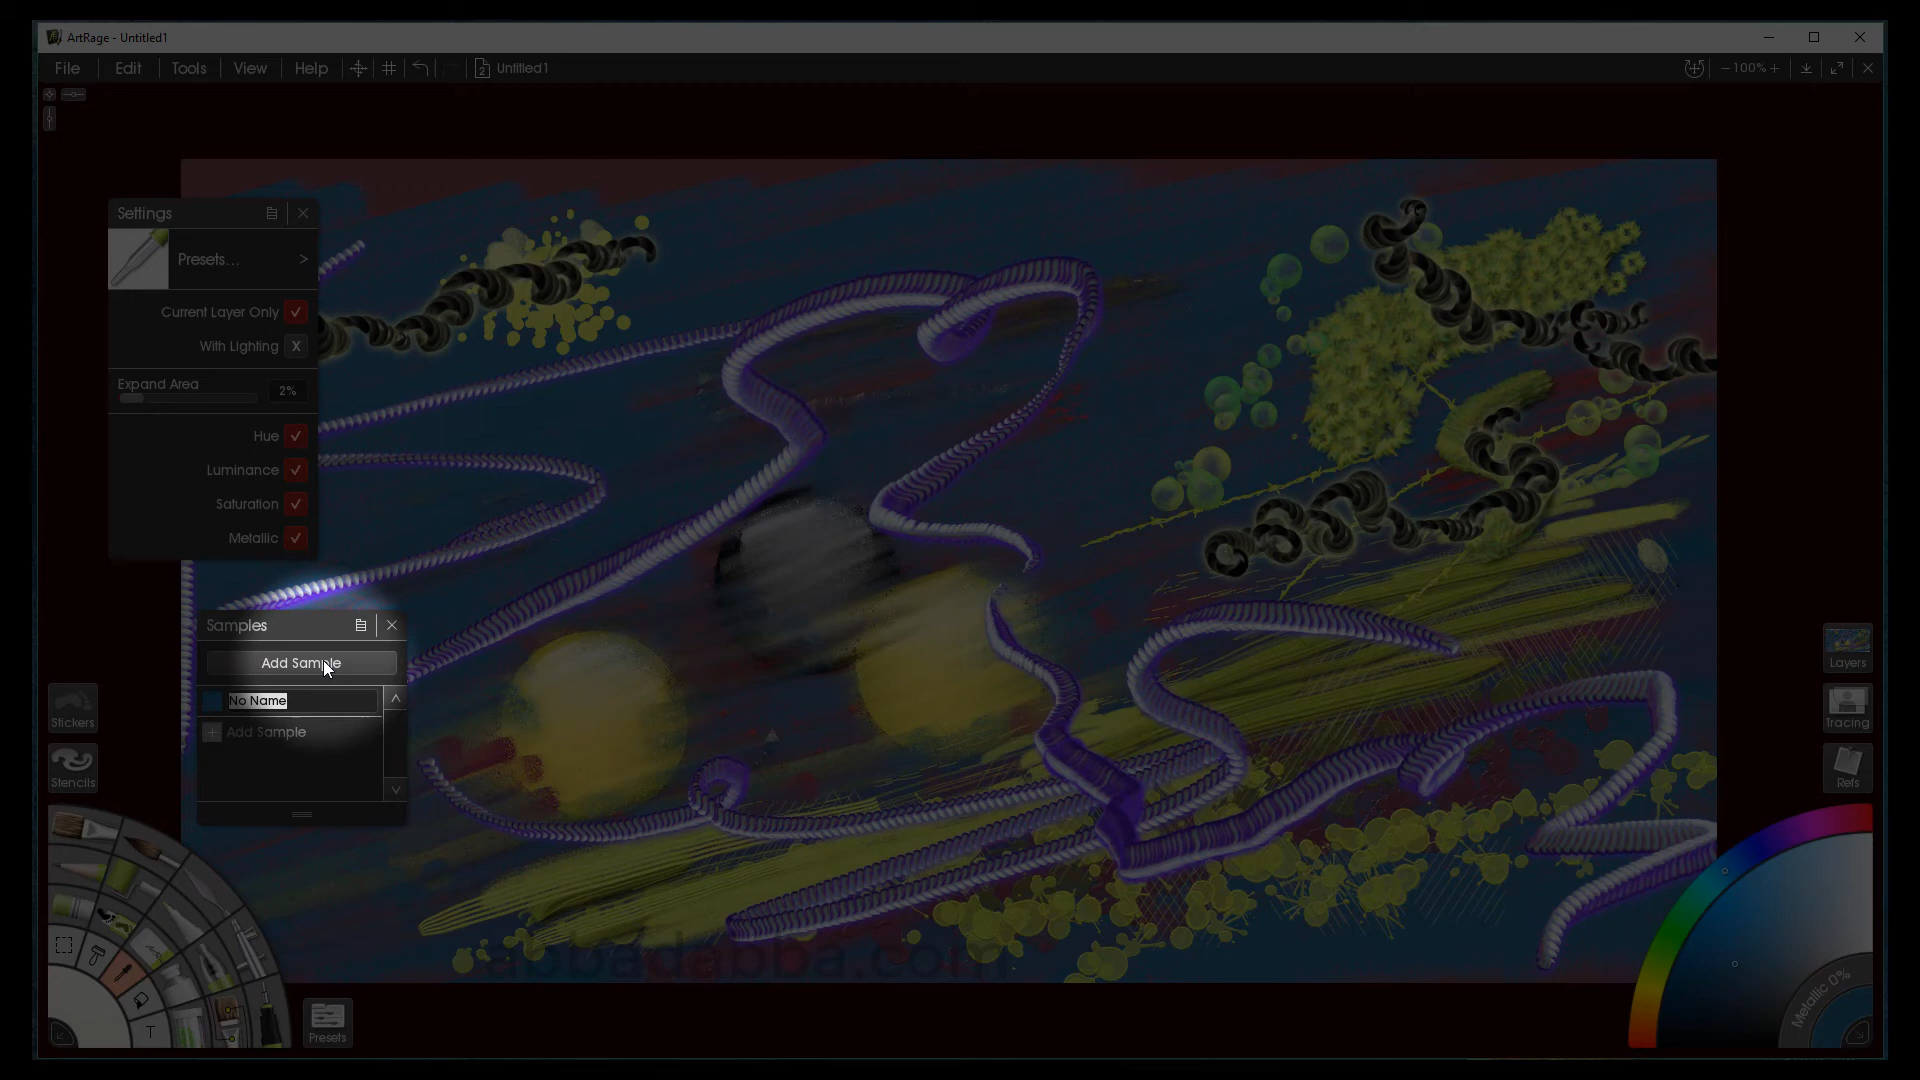 ArtRage - Untitled1
File Edit Tools View Help Untitled1 100%
Settings
Presets...
Current Layer Only
With Lighting
Expand Area
2%
Hue
Luminance
Saturation
Metallic
Samples
Add Sample
No Name
Add Sample
Stickers
Stencils
Presets
Layers
Tracing
Refs
Metallic 0%
abbadabba.com
T